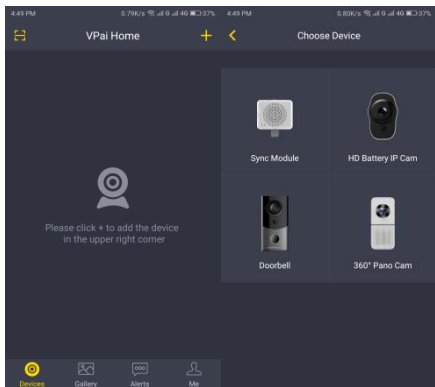 4:49 PM 0.79K/s 4G 37%
VPai Home +
Please click + to add the device
in the upper right corner
Devices Gallery Alerts Me
4:49 PM 0.80K/s 4G 37%
Choose Device
Sync Module HD Battery IP Cam
Doorbell 360° Pano Cam